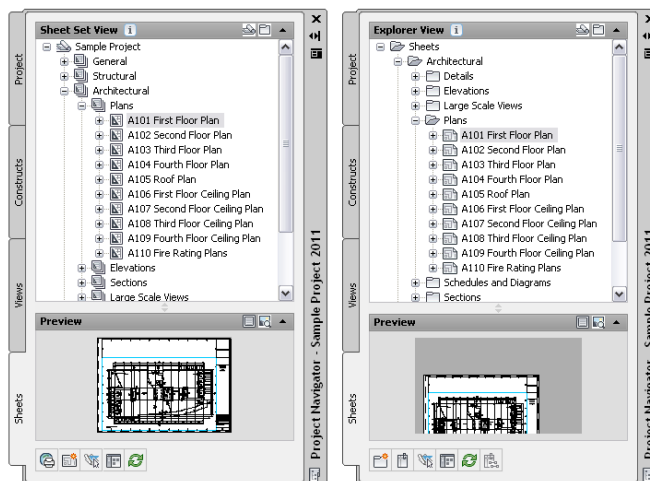 Sheet Set View
Sample Project
General
Structural
Architectural
Plans
A101 First Floor Plan
A102 Second Floor Plan
A103 Third Floor Plan
A104 Fourth Floor Plan
A105 Roof Plan
A106 First Floor Ceiling Plan
A107 Second Floor Ceiling Plan
A108 Third Floor Ceiling Plan
A109 Fourth Floor Ceiling Plan
A110 Fire Rating Plans
Elevations
Sections
Large Scale Views
Preview
Project
Constructs
Views
Sheets
Project Navigator - Sample Project 2011
Explorer View
Sheets
Architectural
Details
Elevations
Large Scale Views
Plans
A101 First Floor Plan
A102 Second Floor Plan
A103 Third Floor Plan
A104 Fourth Floor Plan
A105 Roof Plan
A106 First Floor Ceiling Plan
A107 Second Floor Ceiling Plan
A108 Third Floor Ceiling Plan
A109 Fourth Floor Ceiling Plan
A110 Fire Rating Plans
Schedules and Diagrams
Sections
Preview
Project
Constructs
Views
Sheets
Project Navigator - Sample Project 2011